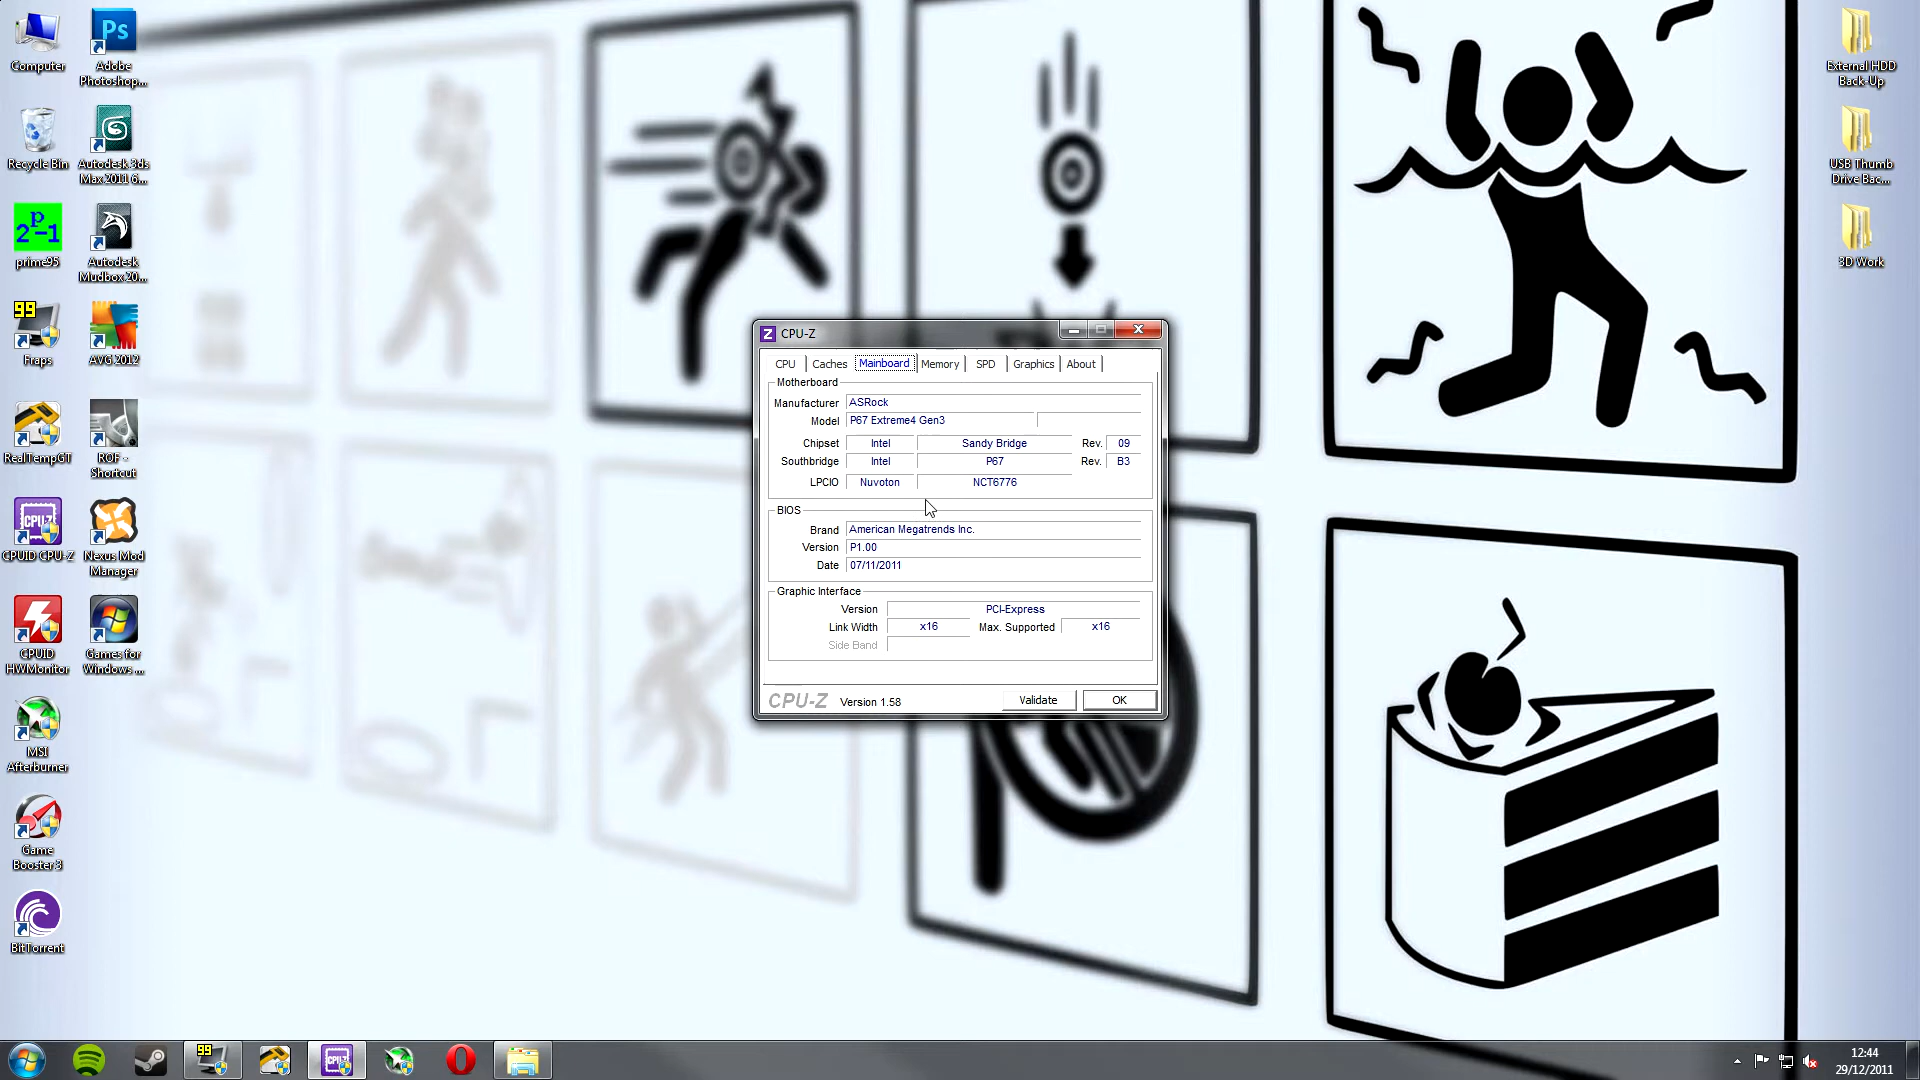 Computer
Adobe
Photoshop...
Recycle Bin
Autodesk 3ds
Max 2011 6...
prime95
Autodesk
Mudbox 20...
99
Fraps
AVG 2012
RealTempGT
ROF -
Shortcut
CPUID CPU-Z
Nexus Mod
Manager
CPUID
HWMonitor
Games for
Windows ...
MSI
Afterburner
Game
Booster 3
BitTorrent
External HDD
Back-Up
USB Thumb
Drive Bac...
3D Work
CPU-Z
CPU Caches Mainboard Memory SPD Graphics About
Motherboard
Manufacturer ASRock
Model P67 Extreme4 Gen3
Chipset Intel Sandy Bridge Rev. 09
Southbridge Intel P67 Rev. B3
LPCIO Nuvoton NCT6776
BIOS
Brand American Megatrends Inc.
Version P1.00
Date 07/11/2011
Graphic Interface
Version PCI-Express
Link Width x16 Max. Supported x16
Side Band
CPU-Z Version 1.58 Validate OK
99
12:44
29/12/2011